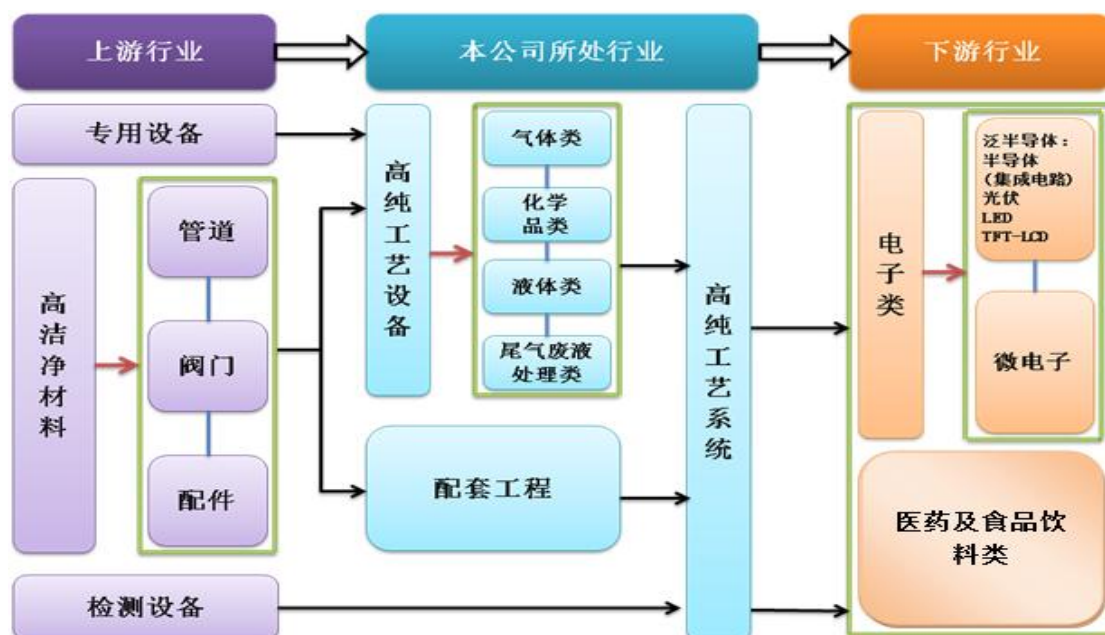 上游行业
本公司所处行业
下游行业
专用设备
高洁净材料
管道
阀门
配件
检测设备
高纯工艺设备
气体类
化学
品类
液体类
尾气废液
处理类
配套工程
高纯工艺系统
电子类
泛半导体：
半导体
(集成电路)
光伏
LED
TFT-LCD
微电子
医药及食品饮
料类